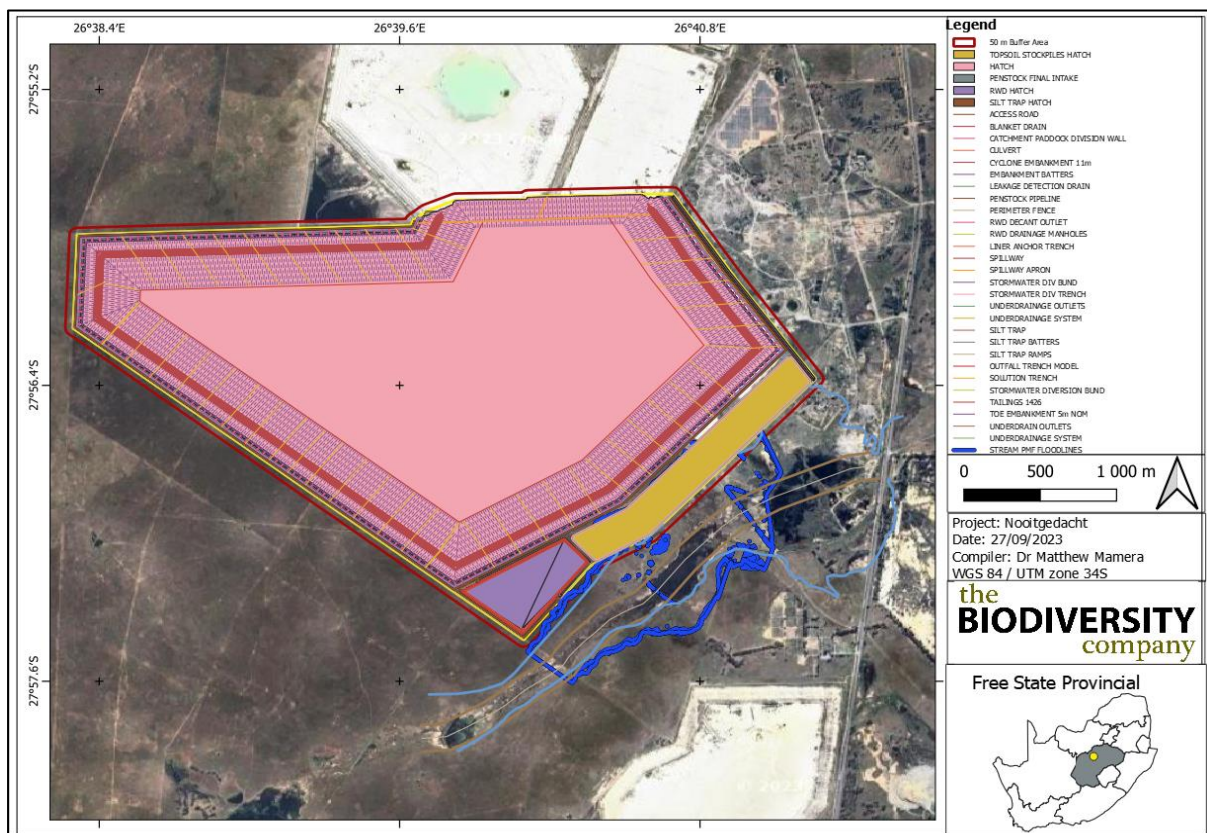 26°38.4'E
26°39.6'E
26°40.8'E
27°55.2'S
27°56.4'S
27°57.6'S
Legend
50 m Buffer Area
TOPSOIL STOCKPILES HATCH
HATCH
PENSTOCK FINAL INTAKE
RWD HATCH
SILT TRAP HATCH
ACCESS ROAD
BLANKET DRAIN
CATCHMENT PADDOCK DIVISION WALL
CULVERT
CYCLONE EMBANKMENT 11m
EMBANKMENT BATTERS
LEAKAGE DETECTION DRAIN
PENSTOCK PIPELINE
PERIMETER FENCE
RWD DECANT OUTLET
RWD DRAINAGE MANHOLES
LINER ANCHOR TRENCH
SPILLWAY
SPILLWAY APRON
STORMWATER DIV BUND
STORMWATER DIV TRENCH
UNDERDRAINAGE OUTLETS
UNDERDRAINAGE SYSTEM
SILT TRAP
SILT TRAP BATTERS
SILT TRAP RAMPS
OUTFALL TRENCH MODEL
SOLUTION TRENCH
STORMWATER DIVERSION BUND
TAILINGS 1426
TOE EMBANKMENT 5m NOM
UNDERDRAIN OUTLETS
UNDERDRAINAGE SYSTEM
STREAM PMF FLOODLINES
0 500 1 000 m
Project: Nooitgedacht
Date: 27/09/2023
Compiler: Dr Matthew Mamera
WGS 84 / UTM zone 34S
the
BIODIVERSITY
company
Free State Provincial